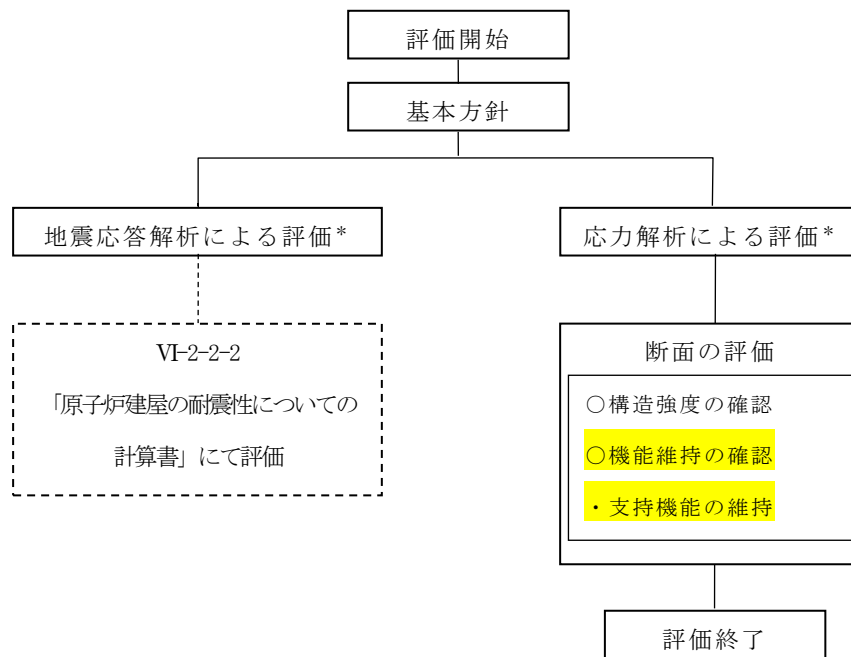 評価開始
基本方針
地震応答解析による評価*
応力解析による評価*
Ⅵ-2-2-2
「原子炉建屋の耐震性についての
計算書」にて評価
断面の評価
○構造強度の確認
○機能維持の確認
・支持機能の維持
評価終了